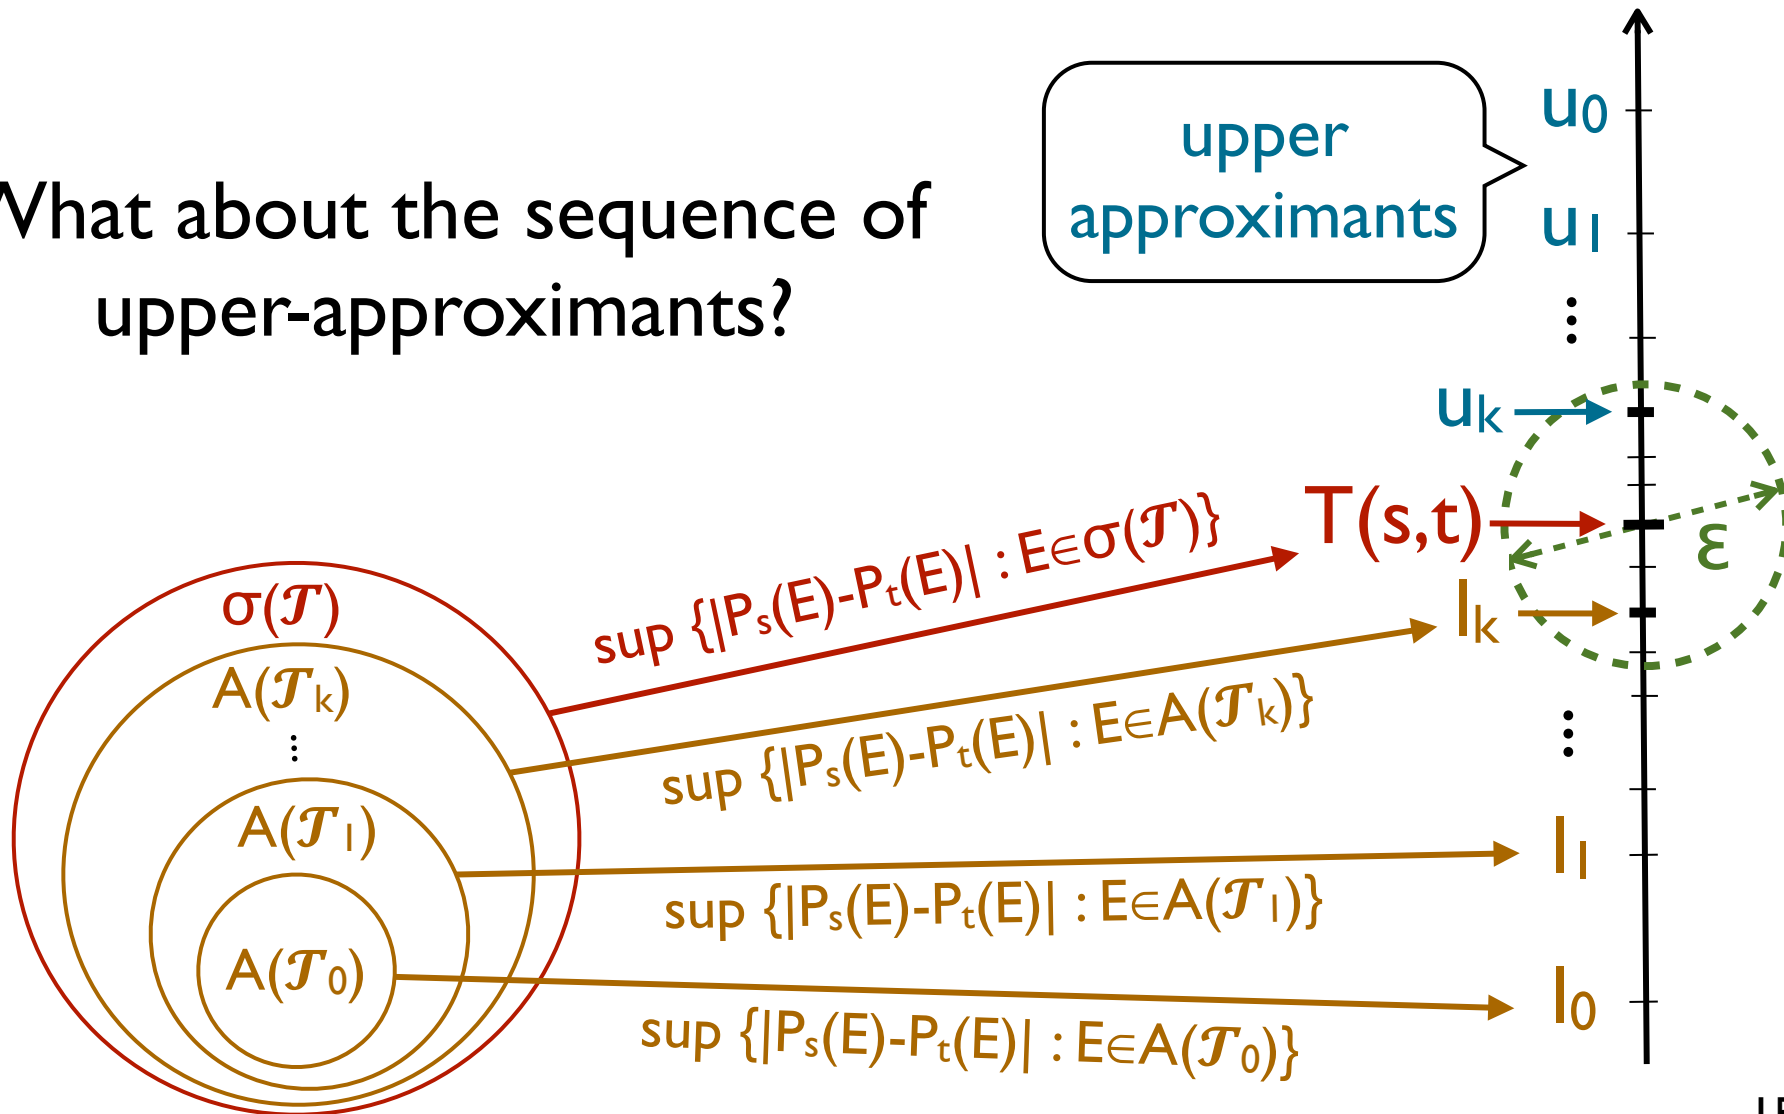 What about the sequence of
upper-approximants?
upper
approximants
u₀
u₁
⋮
uₖ
T(s,t)
ε
lₖ
⋮
l₁
l₀
σ(𝓣)
A(𝓣ₖ)
⋮
A(𝓣₁)
A(𝓣₀)
sup {|Pₛ(E)-Pₜ(E)| : E∈σ(𝓣)}
sup {|Pₛ(E)-Pₜ(E)| : E∈A(𝓣ₖ)}
sup {|Pₛ(E)-Pₜ(E)| : E∈A(𝓣₁)}
sup {|Pₛ(E)-Pₜ(E)| : E∈A(𝓣₀)}